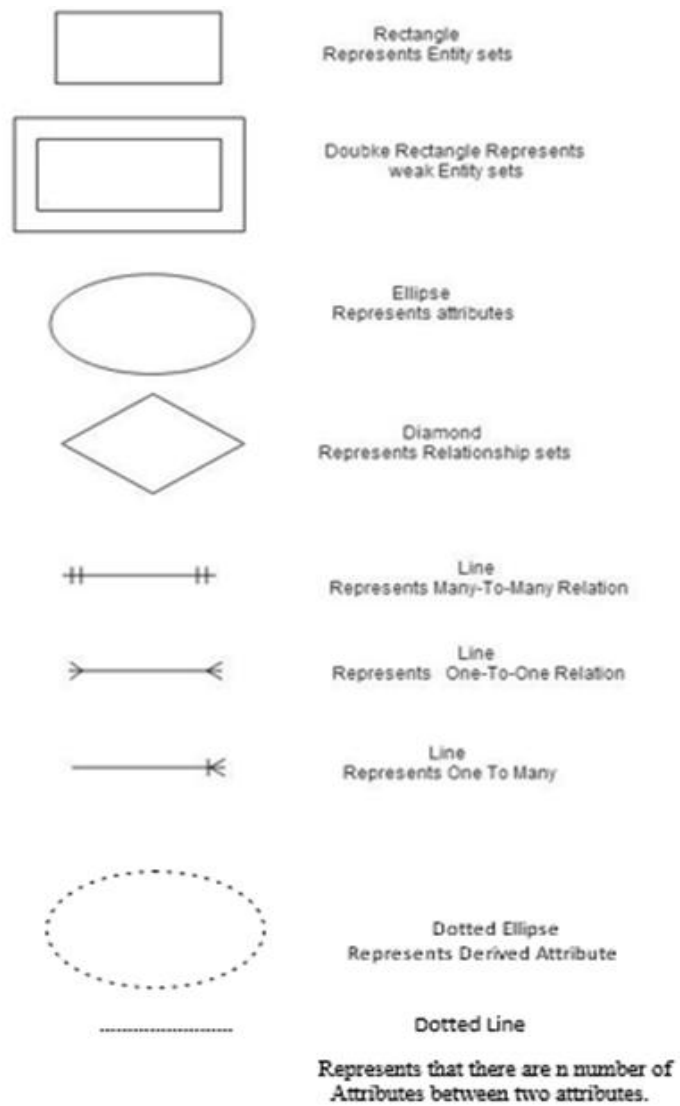 Rectangle
Represents Entity sets
Doubke Rectangle Represents
weak Entity sets
Ellipse
Represents attributes
Diamond
Represents Relationship sets
Line
Represents Many-To-Many Relation
Line
Represents One-To-One Relation
Line
Represents One To Many
Dotted Ellipse
Represents Derived Attribute
Dotted Line
Represents that there are n number of
Attributes between two attributes.